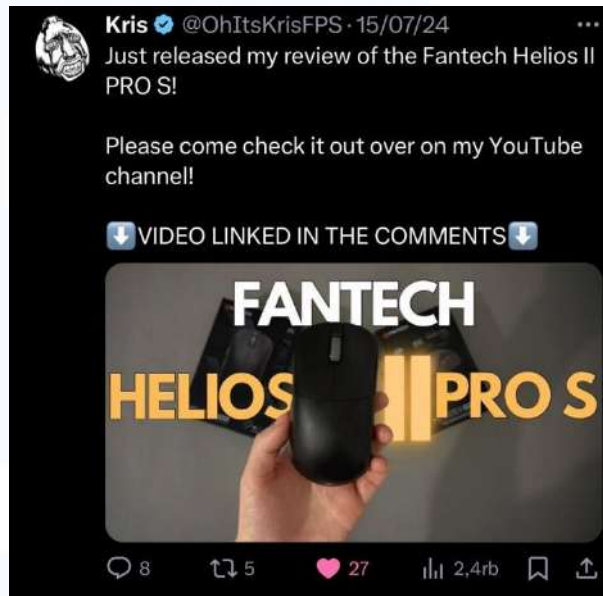 Kris @OhItsKrisFPS · 15/07/24
Just released my review of the Fantech Helios II
PRO S!
Please come check it out over on my YouTube
channel!
⬇️VIDEO LINKED IN THE COMMENTS⬇️
FANTECH
HELIOS II PRO S
8 5 27 2,4rb